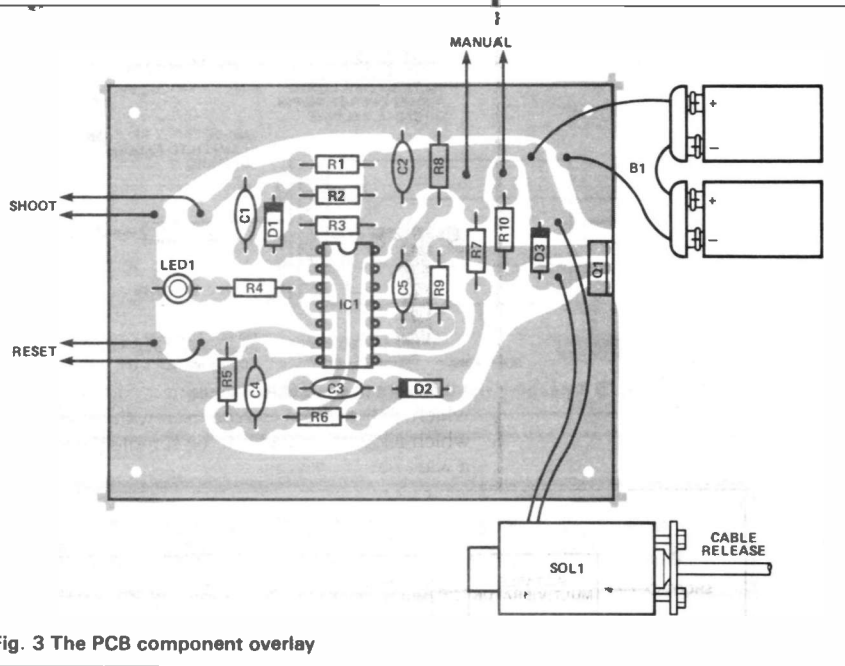 MANUAL
+
−
B1
+
−
R1
R2
R3
C2
R8
SHOOT
C1
D1
R7
R10
D3
Q1
LED1
R4
IC1
C5
R9
RESET
R5
C4
C3
D2
R6
SOL1
CABLE
RELEASE
ig. 3 The PCB component overlay